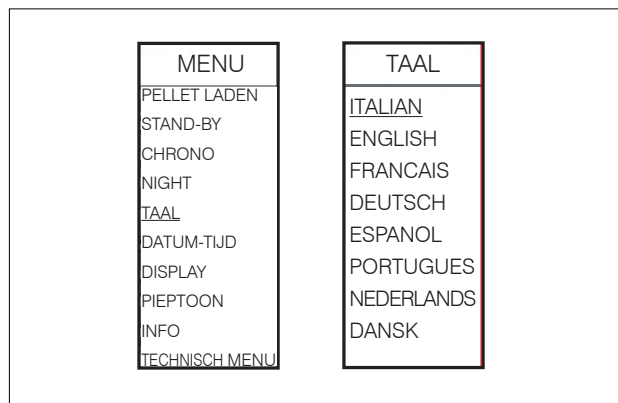 MENU
PELLET LADEN
STAND-BY
CHRONO
NIGHT
TAAL
DATUM-TIJD
DISPLAY
PIEPTOON
INFO
TECHNISCH MENU
TAAL
ITALIAN
ENGLISH
FRANCAIS
DEUTSCH
ESPANOL
PORTUGUES
NEDERLANDS
DANSK